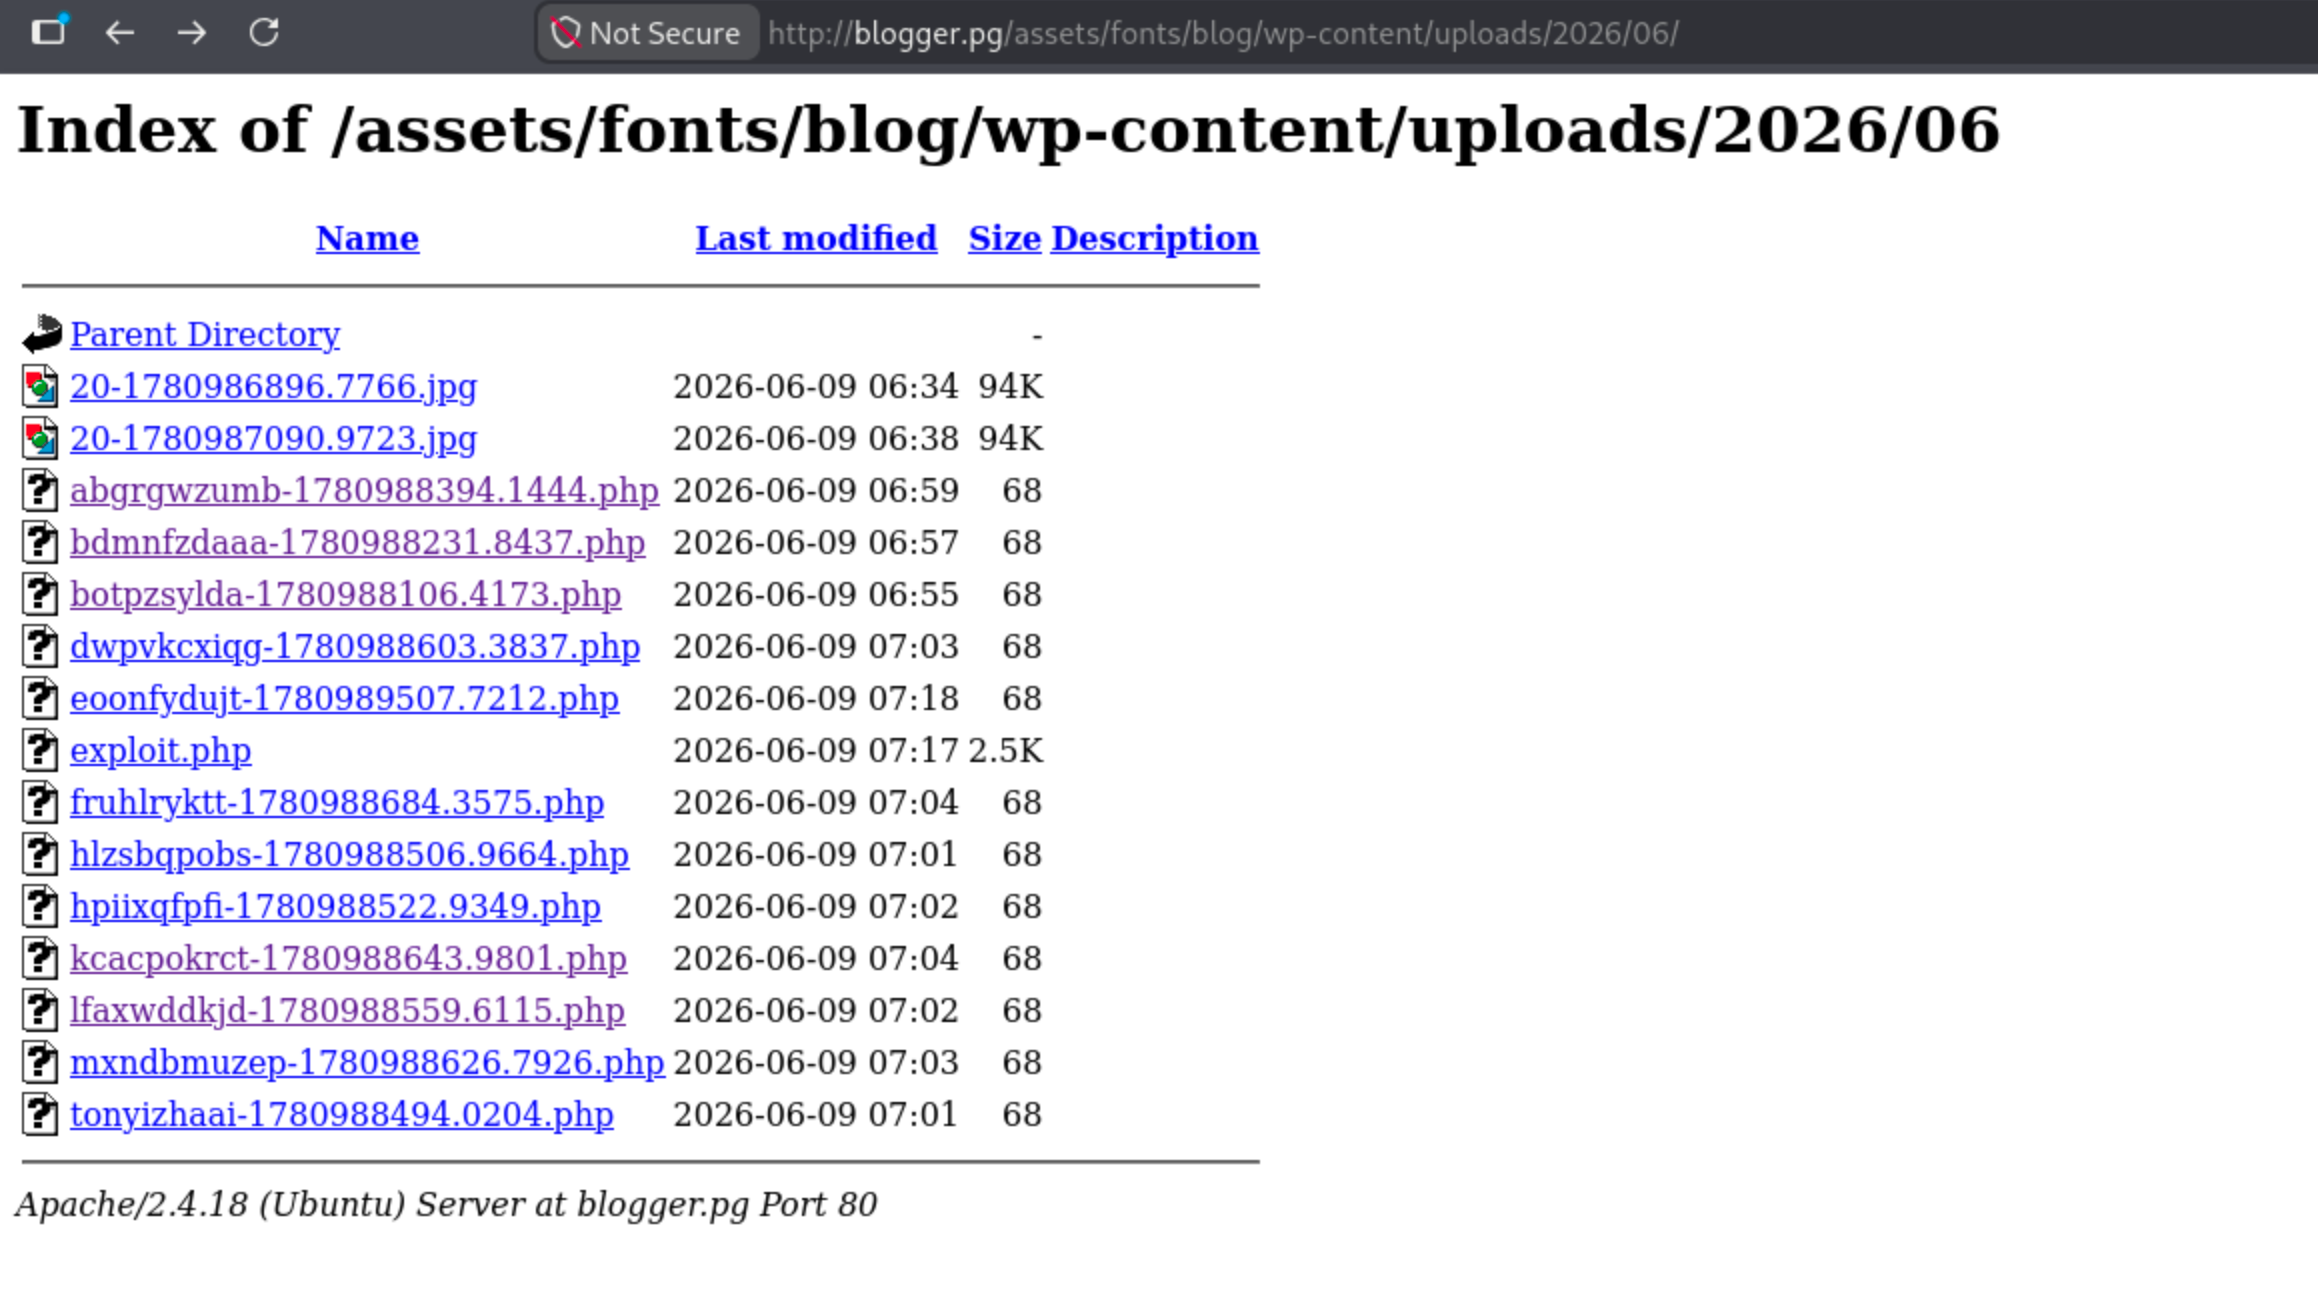 Not Secure http://blogger.pg/assets/fonts/blog/wp-content/uploads/2026/06/
Index of /assets/fonts/blog/wp-content/uploads/2026/06
Name Last modified Size Description
Parent Directory -
20-1780986896.7766.jpg 2026-06-09 06:34 94K
20-1780987090.9723.jpg 2026-06-09 06:38 94K
abgrgwzumb-1780988394.1444.php 2026-06-09 06:59 68
bdmnfzdaaa-1780988231.8437.php 2026-06-09 06:57 68
botpzsylda-1780988106.4173.php 2026-06-09 06:55 68
dwpvkcxiqg-1780988603.3837.php 2026-06-09 07:03 68
eoonfydujt-1780989507.7212.php 2026-06-09 07:18 68
exploit.php 2026-06-09 07:17 2.5K
fruhlryktt-1780988684.3575.php 2026-06-09 07:04 68
hlzsbqpobs-1780988506.9664.php 2026-06-09 07:01 68
hpiixqfpfi-1780988522.9349.php 2026-06-09 07:02 68
kcacpokrct-1780988643.9801.php 2026-06-09 07:04 68
lfaxwddkjd-1780988559.6115.php 2026-06-09 07:02 68
mxndbmuzep-1780988626.7926.php 2026-06-09 07:03 68
tonyizhaai-1780988494.0204.php 2026-06-09 07:01 68
Apache/2.4.18 (Ubuntu) Server at blogger.pg Port 80